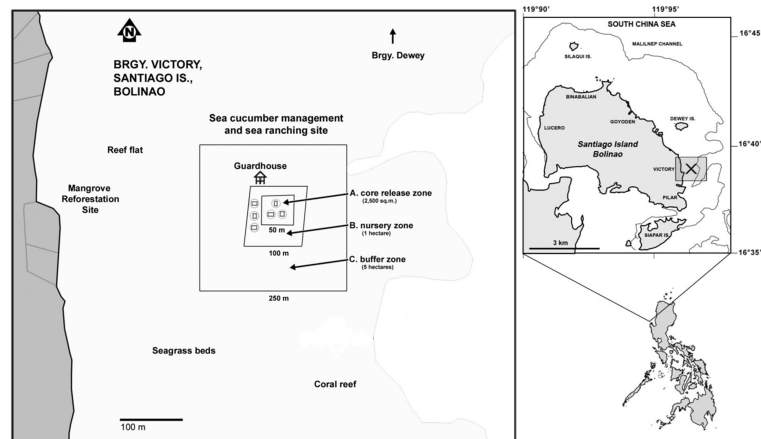 N
BRGY. VICTORY,
SANTIAGO IS.,
BOLINAO
Brgy. Dewey
Sea cucumber management
and sea ranching site
Reef flat
Guardhouse
Mangrove
Reforestation
Site
A. core release zone
(2,500 sq.m.)
50 m
B. nursery zone
(1 hectare)
100 m
C. buffer zone
(5 hectares)
250 m
Seagrass beds
Coral reef
100 m
119°90'
119°95'
SOUTH CHINA SEA
16°45'
MALILNEP CHANNEL
SILAQUI IS.
BINABALIAN
GOYODEN
DEWEY IS.
LUCERO
Santiago Island
Bolinao
16°40'
VICTORY
PILAR
SIAPAR IS.
3 km
16°35'